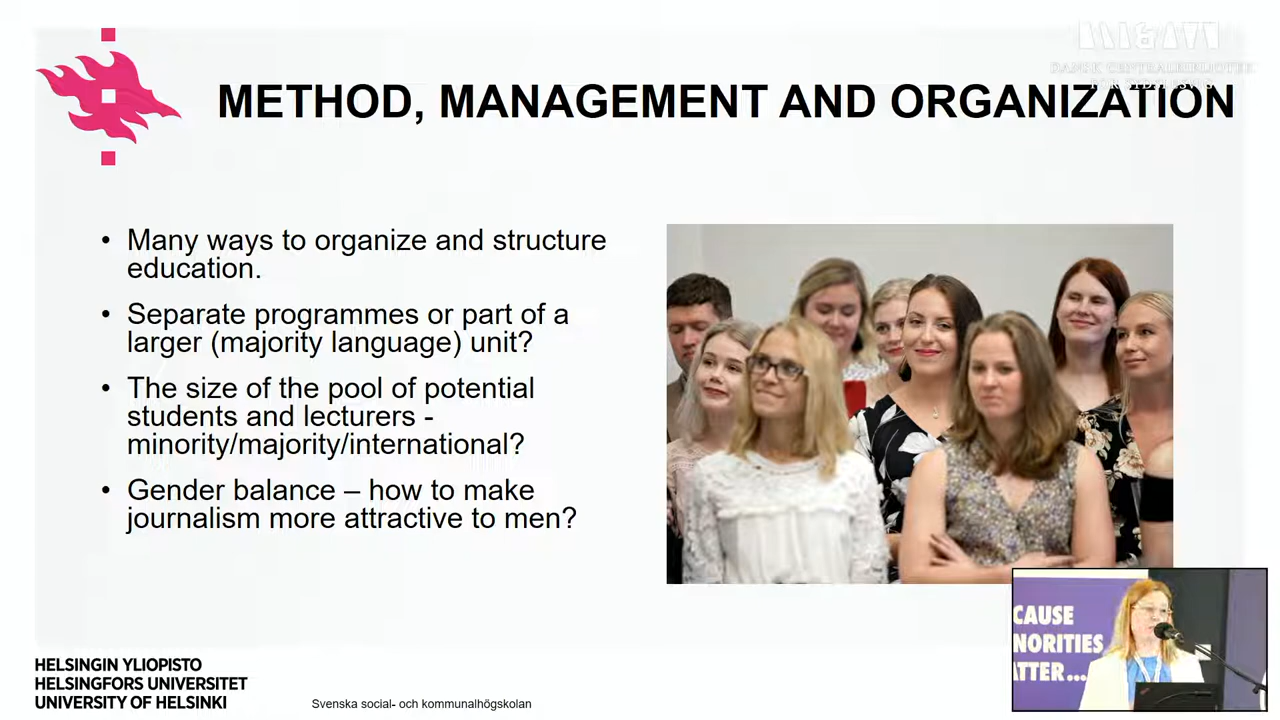 METHOD, MANAGEMENT AND ORGANIZATION
• Many ways to organize and structure
education.
• Separate programmes or part of a
larger (majority language) unit?
• The size of the pool of potential
students and lecturers -
minority/majority/international?
• Gender balance – how to make
journalism more attractive to men?
CAUSE
NORITIES
ATTER...
HELSINGIN YLIOPISTO
HELSINGFORS UNIVERSITET
UNIVERSITY OF HELSINKI
Svenska social- och kommunalhögskolan